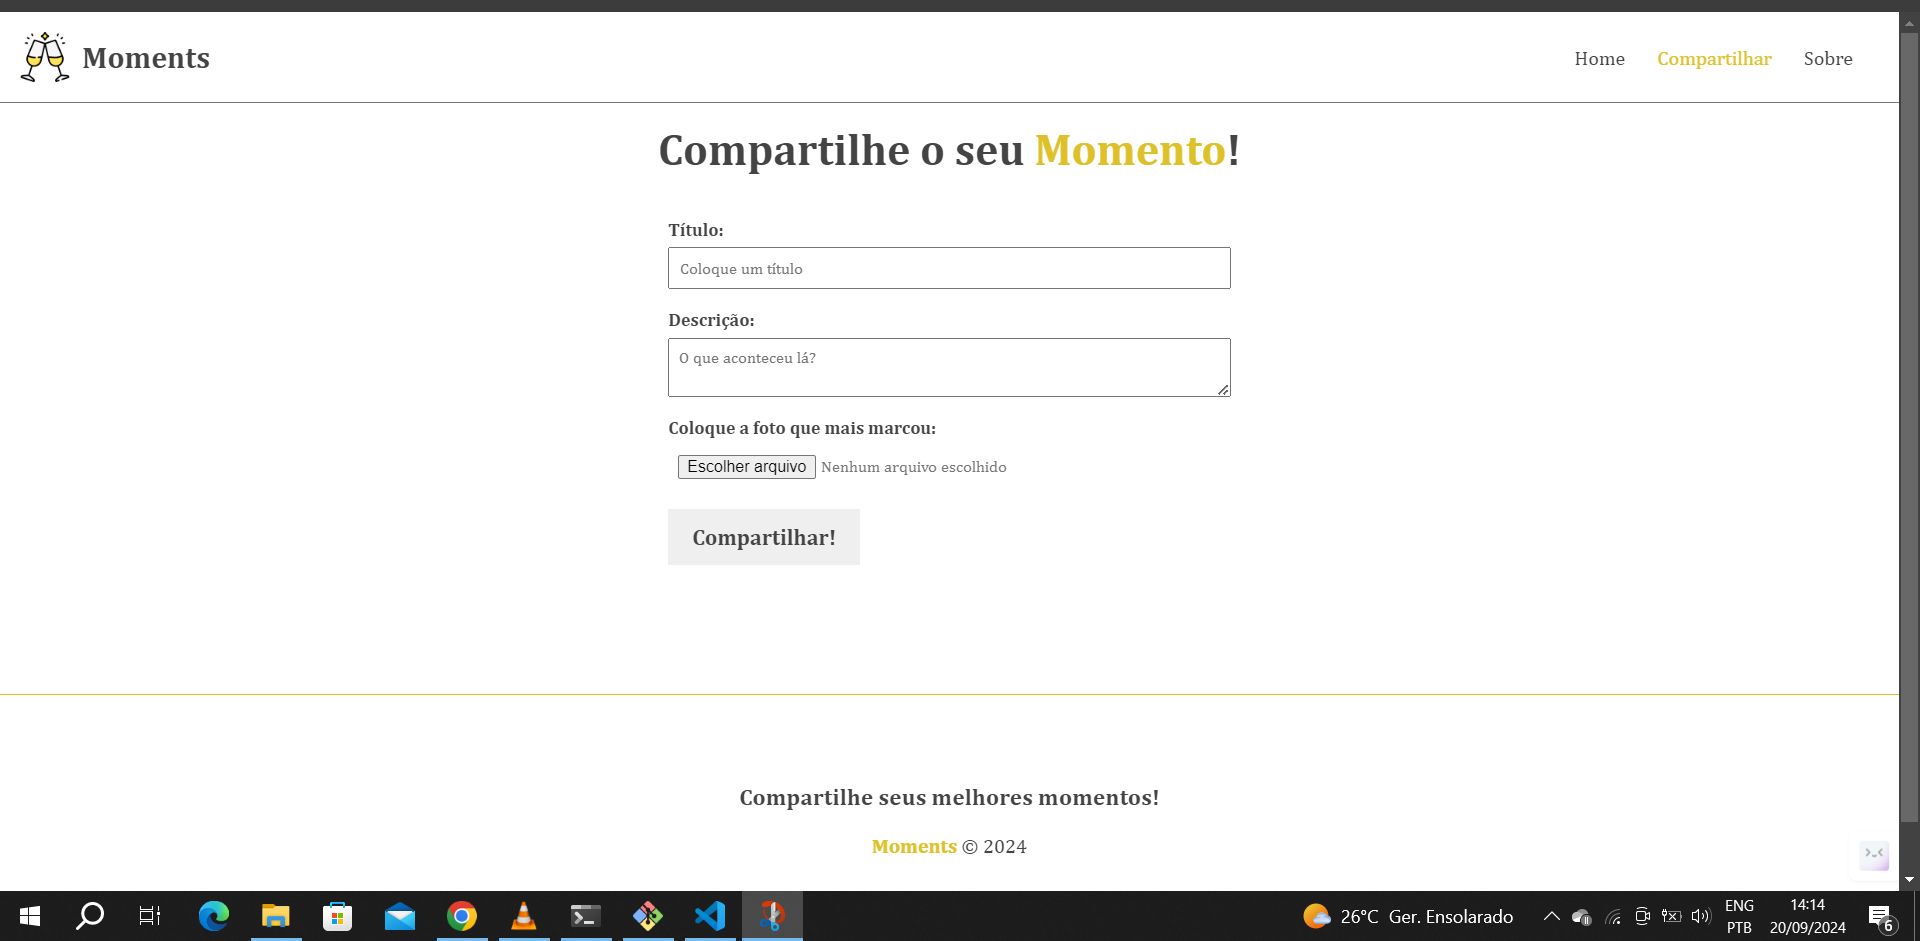 Moments
Home Compartilhar Sobre
Compartilhe o seu Momento!
Título:
Coloque um título
Descrição:
O que aconteceu lá?
Coloque a foto que mais marcou:
Escolher arquivo Nenhum arquivo escolhido
Compartilhar!
Compartilhe seus melhores momentos!
Moments © 2024
26°C Ger. Ensolarado
ENG
PTB
14:14
20/09/2024
6